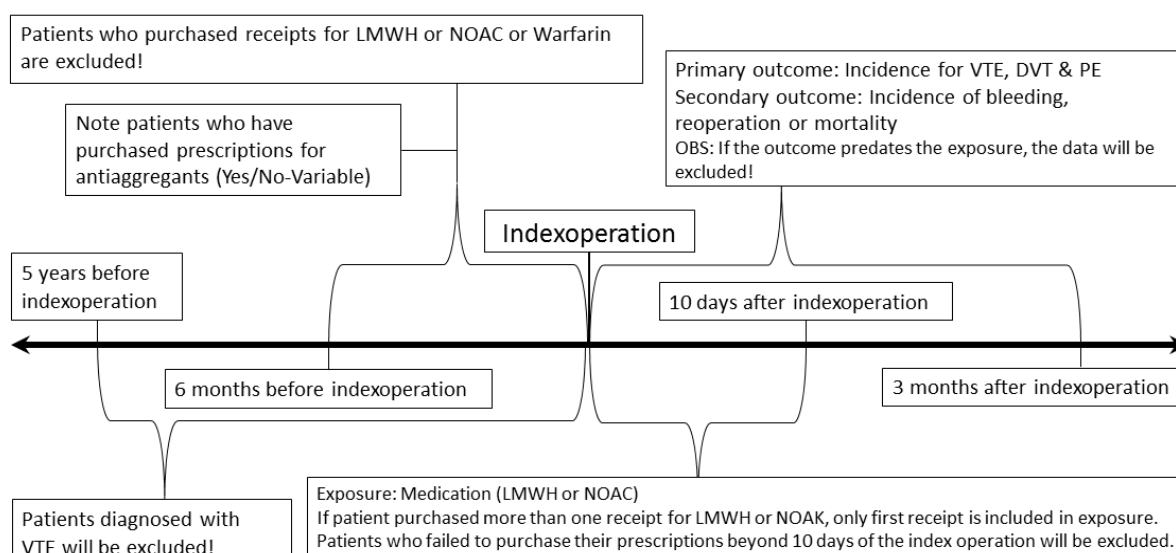 Patients who purchased receipts for LMWH or NOAC or Warfarin
are excluded!
Primary outcome: Incidence for VTE, DVT & PE
Secondary outcome: Incidence of bleeding,
reoperation or mortality
OBS: If the outcome predates the exposure, the data will be
excluded!
Note patients who have
purchased prescriptions for
antiaggregants (Yes/No-Variable)
Indexoperation
5 years before
indexoperation
10 days after indexoperation
6 months before indexoperation
3 months after indexoperation
Patients diagnosed with
VTE will be excluded!
Exposure: Medication (LMWH or NOAC)
If patient purchased more than one receipt for LMWH or NOAK, only first receipt is included in exposure.
Patients who failed to purchase their prescriptions beyond 10 days of the index operation will be excluded.